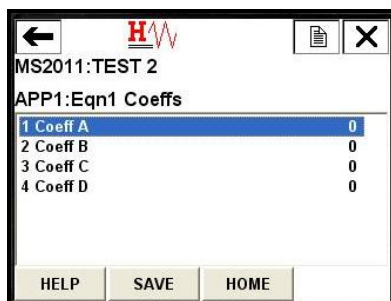 H
MS2011:TEST 2
APP1:Eqn1 Coeffs
1 Coeff A 0
2 Coeff B 0
3 Coeff C 0
4 Coeff D 0
HELP SAVE HOME